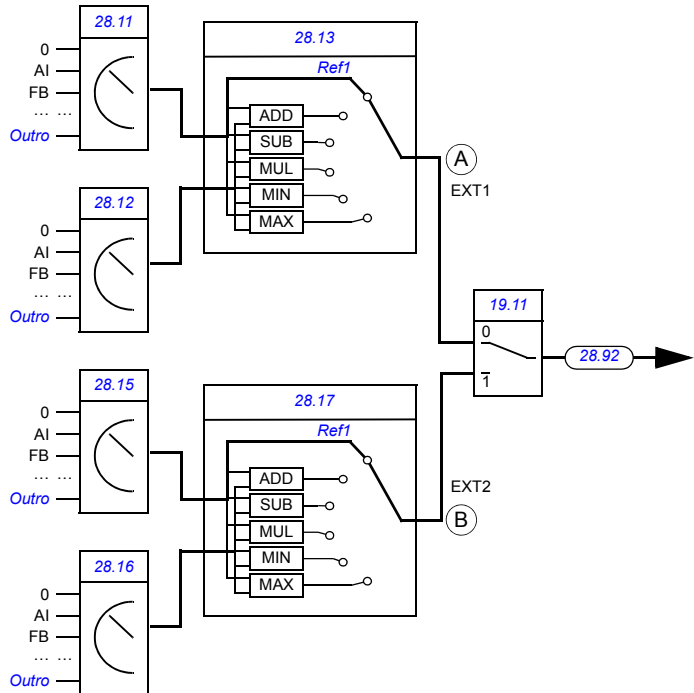 28.11
0
AI
FB
... ...
Outro
28.13
Ref1
ADD
SUB
MUL
MIN
MAX
A
EXT1
28.12
0
AI
FB
... ...
Outro
19.11
0
1
28.92
28.15
0
AI
FB
... ...
Outro
28.17
Ref1
ADD
SUB
MUL
MIN
MAX
EXT2
B
28.16
0
AI
FB
... ...
Outro